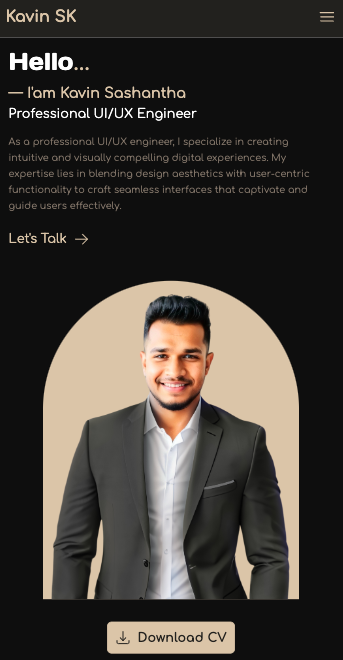 Kavin SK
Hello...
— I'am Kavin Sashantha
Professional UI/UX Engineer
As a professional UI/UX engineer, I specialize in creating
intuitive and visually compelling digital experiences. My
expertise lies in blending design aesthetics with user-centric
functionality to craft seamless interfaces that captivate and
guide users effectively.
Let's Talk →
Download CV